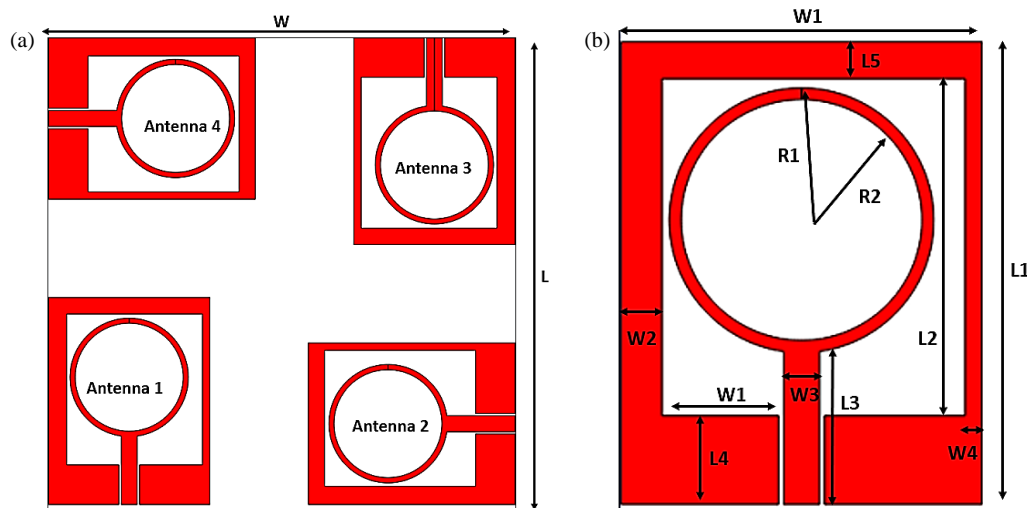 (a)
W
Antenna 4
Antenna 3
L
Antenna 1
Antenna 2
(b)
W1
L5
R1
R2
L1
L2
W2
W1
W3
L3
L4
W4